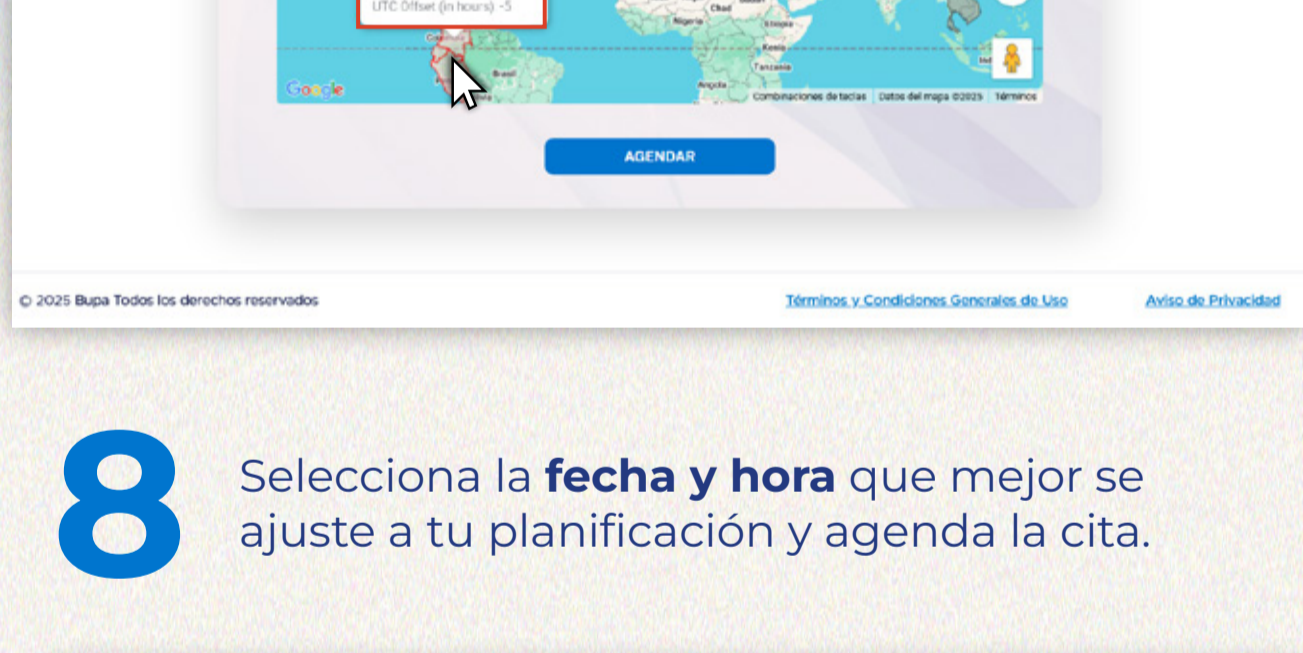 UTC Offset (in hours) -5
Chad
Nigeria
Ethiopia
Kenia
Brasil
Tanzania
Angola
Google
Combinaciones de teclas Datos del mapa ©2025 Términos
AGENDAR
© 2025 Bupa Todos los derechos reservados Términos y Condiciones Generales de Uso Aviso de Privacidad
8 Selecciona la fecha y hora que mejor se
ajuste a tu planificación y agenda la cita.